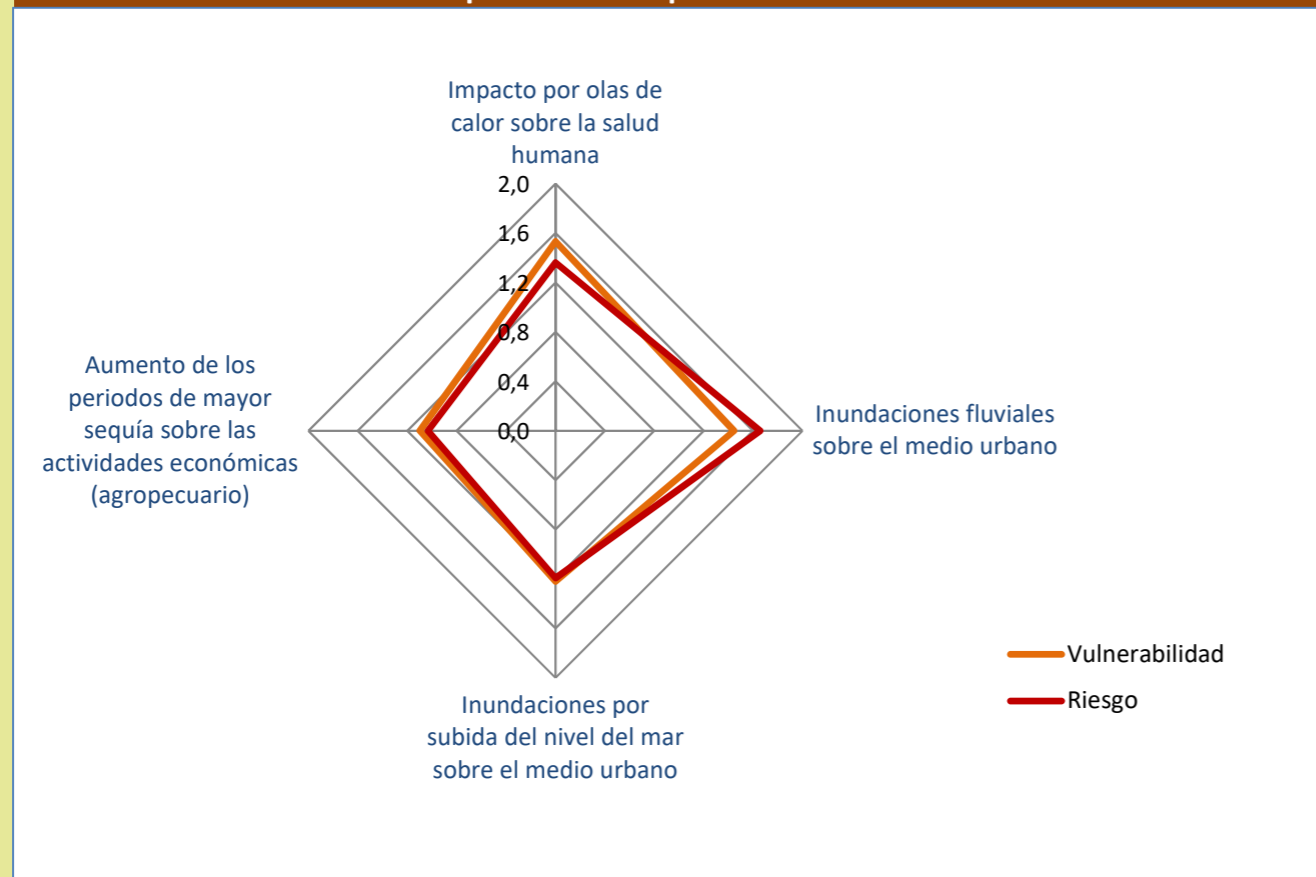 Impacto por olas de
calor sobre la salud
humana
2,0
1,6
1,2
0,8
0,4
0,0
Aumento de los
periodos de mayor
sequía sobre las
actividades económicas
(agropecuario)
Inundaciones fluviales
sobre el medio urbano
Inundaciones por
subida del nivel del mar
sobre el medio urbano
Vulnerabilidad
Riesgo